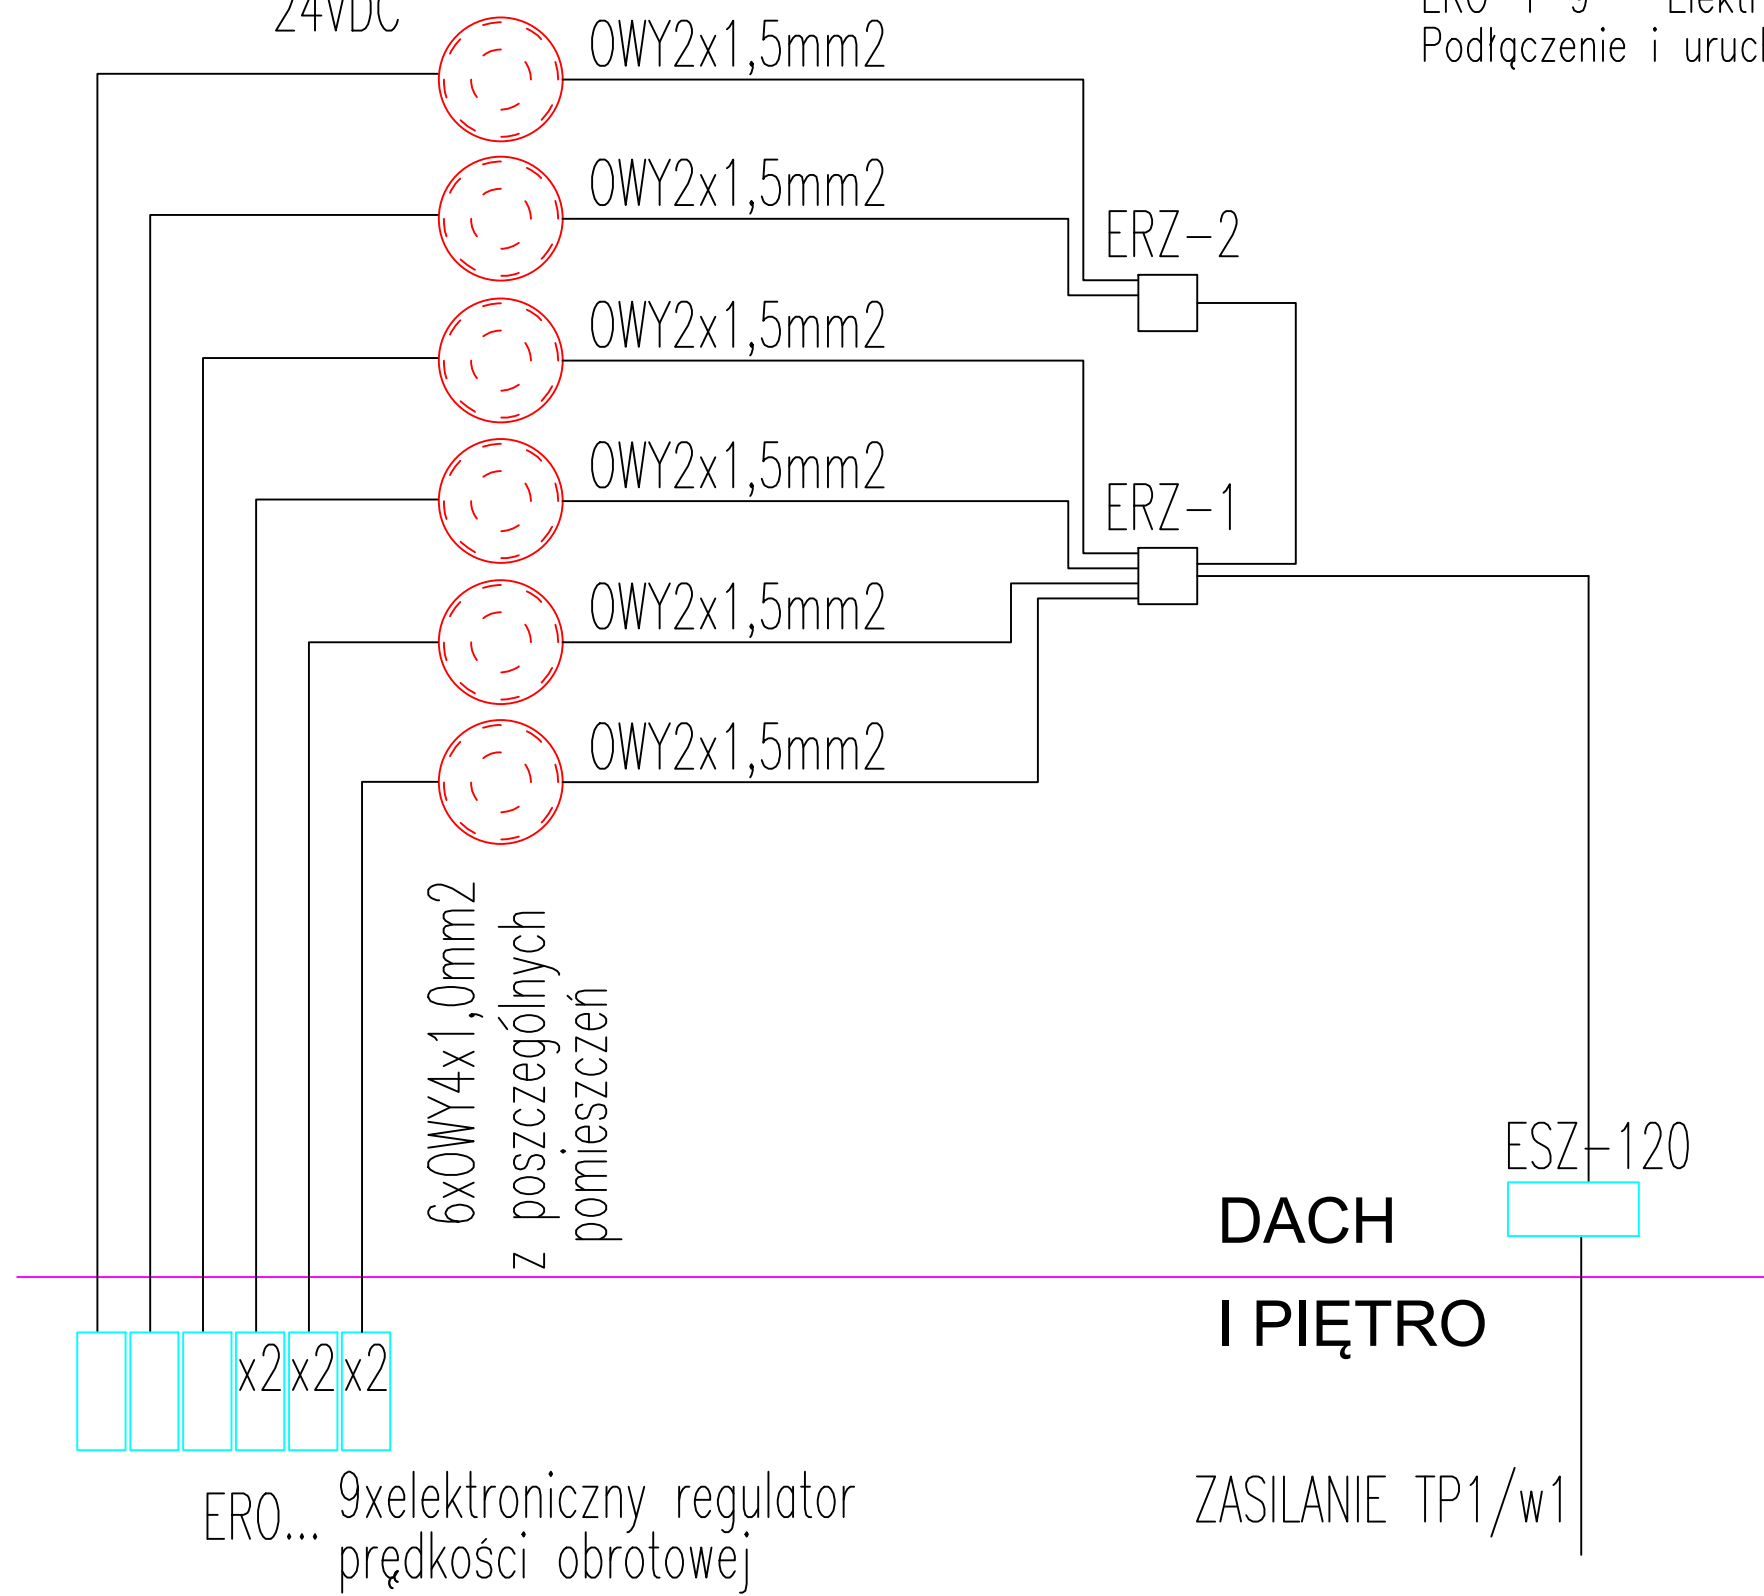 24VDC
Podłączenie i
OWY2x1,5mm2
OWY2x1,5mm2
ERZ-2
OWY2x1,5mm2
OWY2x1,5mm2
ERZ-1
OWY2x1,5mm2
OWY2x1,5mm2
6xOWY4x1,0mm2
z poszczególnych
pomieszczeń
ESZ-120
DACH
I PIĘTRO
x2 x2 x2
ERO...
9xelektroniczny regulator
prędkości obrotowej
ZASILANIE TP1/w1